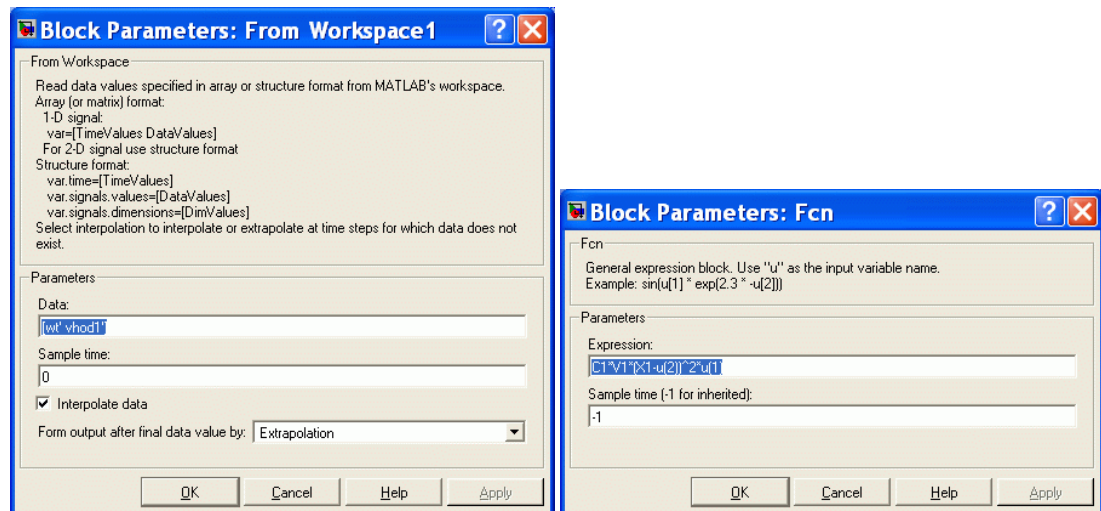 Block Parameters: From Workspace1
From Workspace
Read data values specified in array or structure format from MATLAB's workspace.
Array (or matrix) format:
1-D signal:
var=[TimeValues DataValues]
For 2-D signal use structure format
Structure format:
var.time=[TimeValues]
var.signals.values=[DataValues]
var.signals.dimensions=[DimValues]
Select interpolation to interpolate or extrapolate at time steps for which data does not
exist.
Parameters
Data:
[wt' vhod1']
Sample time:
0
Interpolate data
Form output after final data value by: Extrapolation
OK Cancel Help Apply
Block Parameters: Fcn
Fcn
General expression block. Use "u" as the input variable name.
Example: sin(u[1] * exp(2.3 * -u[2]))
Parameters
Expression:
C1*V1*(X1-u(2))^2*u(1)
Sample time (-1 for inherited):
-1
OK Cancel Help Apply